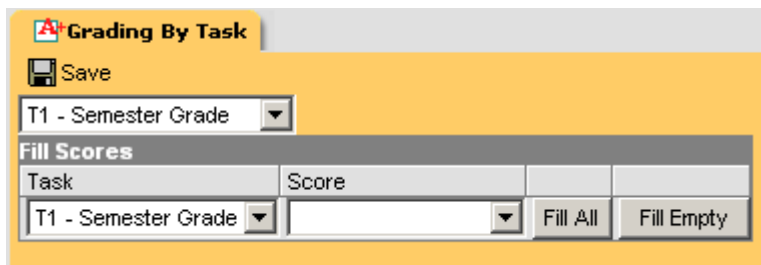 A+ Grading By Task
Save
T1 - Semester Grade
Fill Scores
Task Score
T1 - Semester Grade Fill All Fill Empty